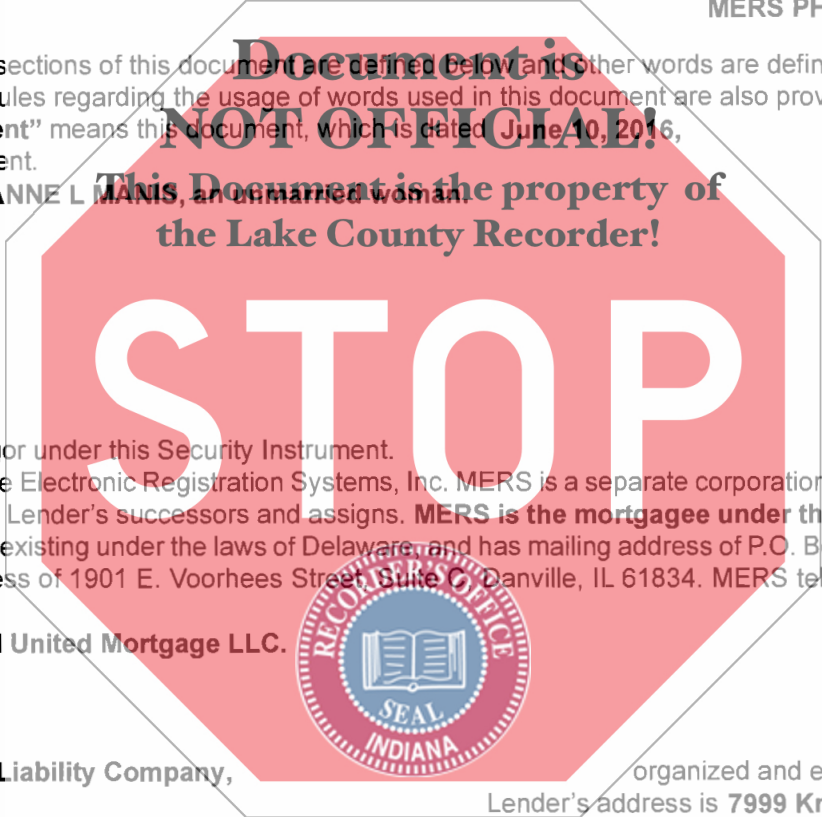 MERS PH
sections of this document are defined below and other words are defin
ules regarding the usage of words used in this document are also prov
ent” means this document, which is dated June 10, 2016,
ent.
ANNE L MANIS, an unmarried woman.
Document is
NOT OFFICIAL!
This Document is the property of
the Lake County Recorder!
STOP
or under this Security Instrument.
e Electronic Registration Systems, Inc. MERS is a separate corporation
Lender’s successors and assigns. MERS is the mortgagee under th
existing under the laws of Delaware, and has mailing address of P.O. B
ess of 1901 E. Voorhees Street, Suite C, Danville, IL 61834. MERS tel
United Mortgage LLC.
RECORDER'S OFFICE
SEAL
INDIANA
Liability Company,
organized and e
Lender’s address is 7999 Kn